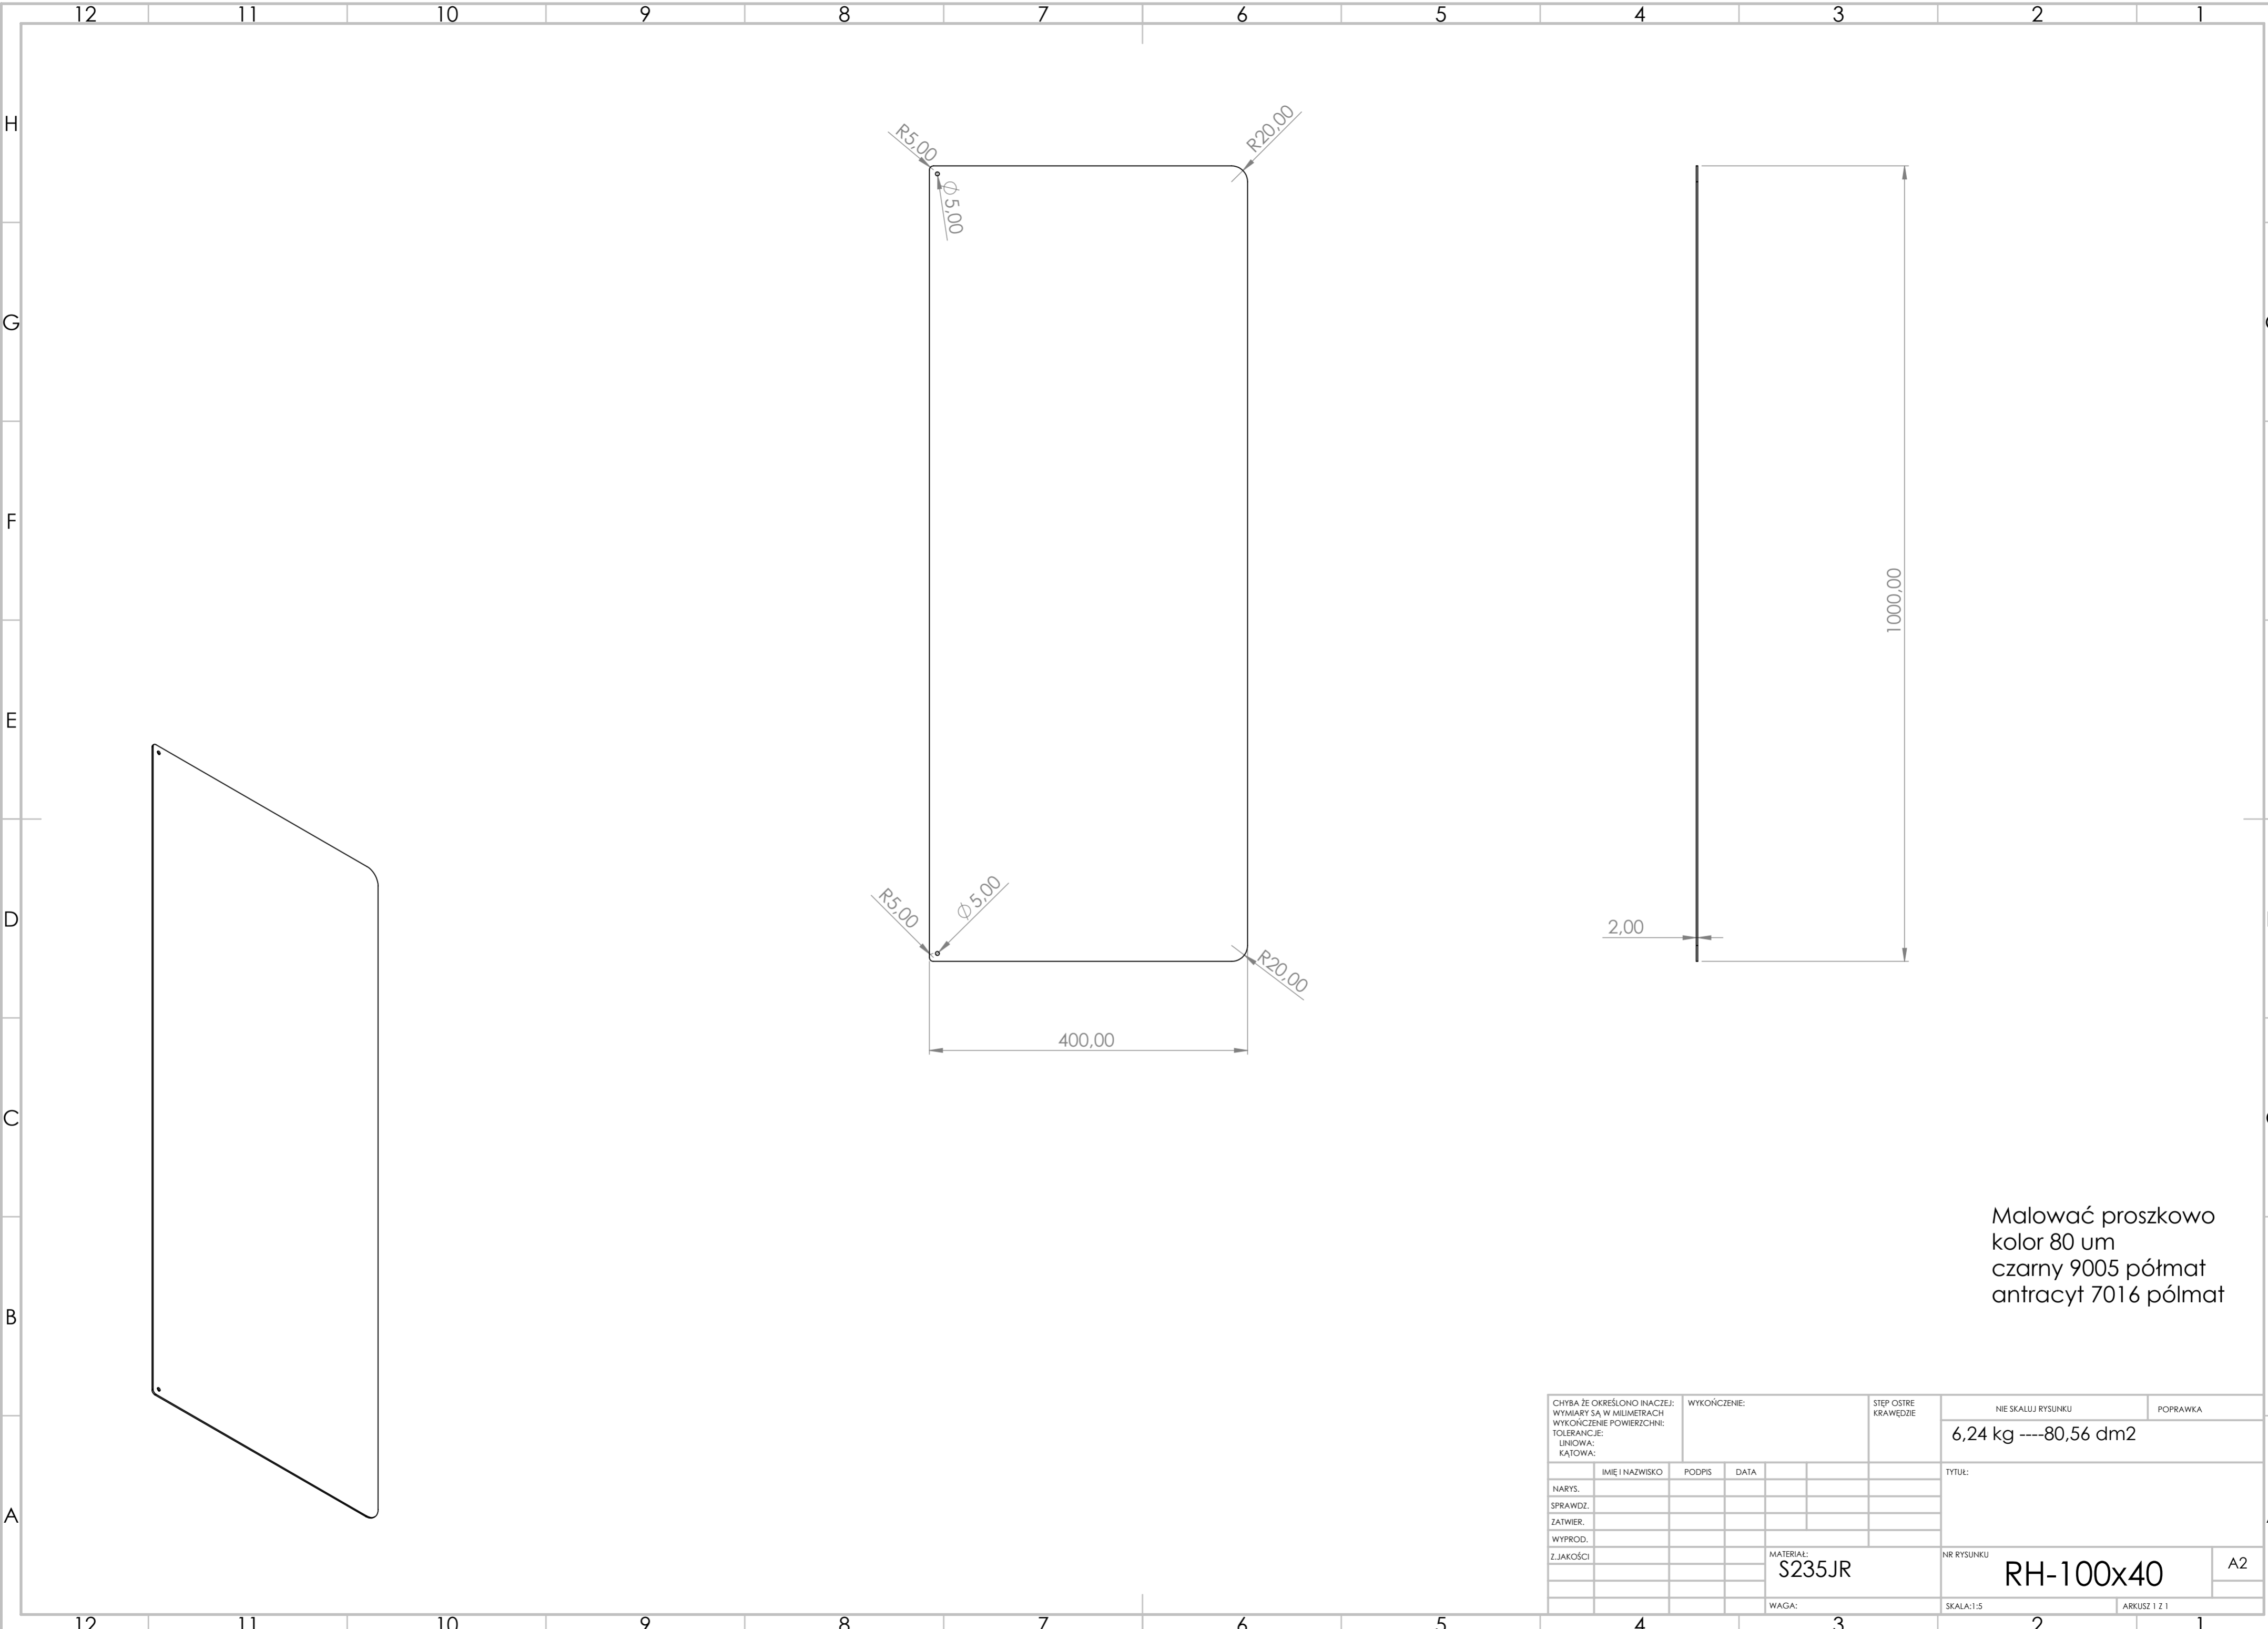 12 11 10 9 8 7 6 5 4 3 2 1
H
G
F
E
D
C
B
A
R5,00
R20,00
∅5,00
1000,00
R5,00
∅5,00
2,00
R20,00
400,00
Malować proszkowo
kolor 80 um
czarny 9005 półmat
antracyt 7016 pólmat
CHYBA ŻE OKREŚLONO INACZEJ:
WYMIARY SĄ W MILIMETRACH
WYKOŃCZENIE POWIERZCHNI:
TOLERANCJE:
LINIOWA:
KĄTOWA:
WYKOŃCZENIE:
STĘP OSTRE
KRAWĘDZIE
NIE SKALUJ RYSUNKU
POPRAWKA
6,24 kg ----80,56 dm2
IMIĘ I NAZWISKO PODPIS DATA
TYTUŁ:
NARYS.
SPRAWDZ.
ZATWIER.
WYPROD.
Z.JAKOŚCI
MATERIAŁ:
S235JR
NR RYSUNKU
RH-100x40
A2
WAGA:
SKALA:1:5
ARKUSZ 1 Z 1
12 11 10 9 8 7 6 5 4 3 2 1